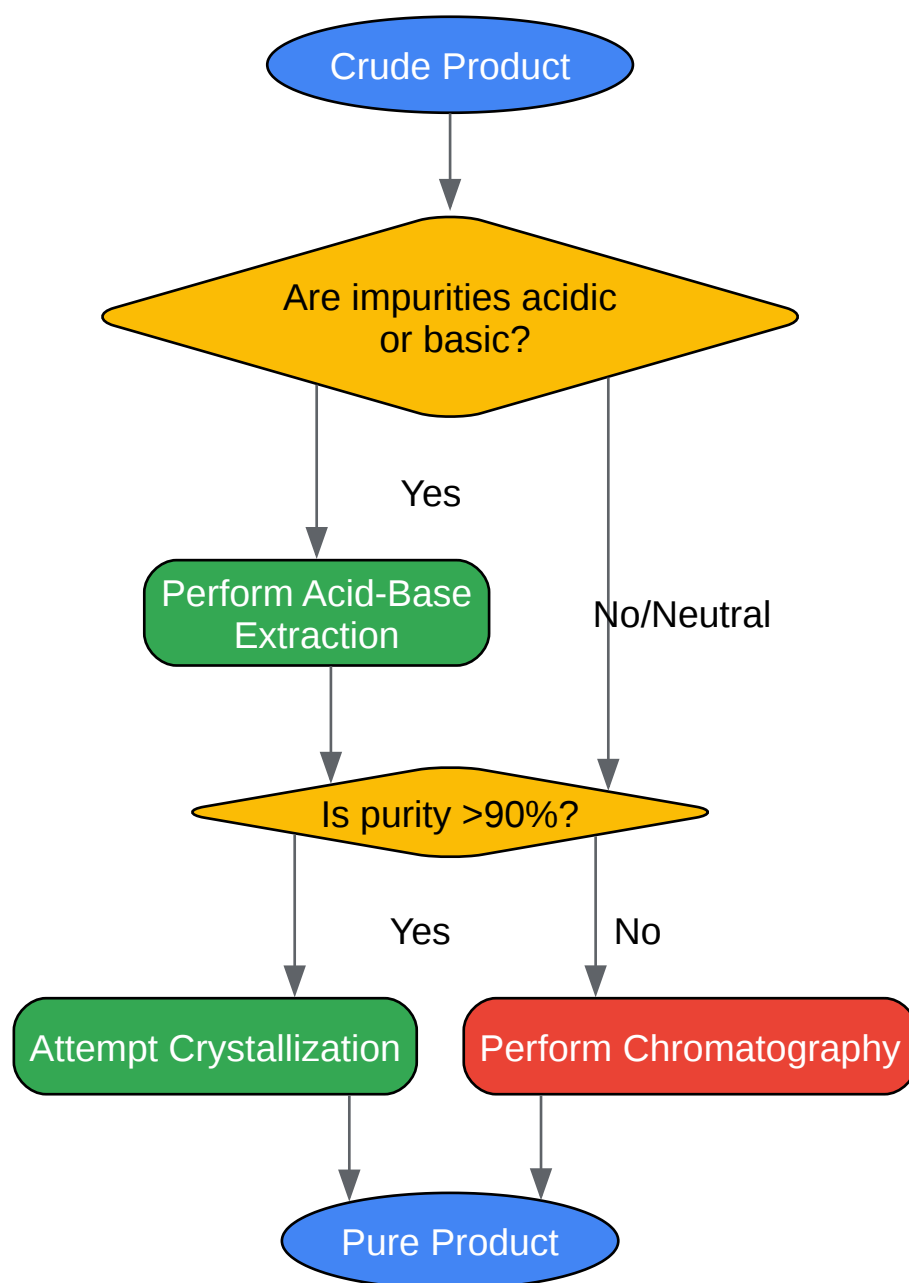 Crude Product
Are impurities acidic
or basic?
Yes
Perform Acid-Base
Extraction
No/Neutral
Is purity >90%?
Yes
No
Attempt Crystallization
Perform Chromatography
Pure Product